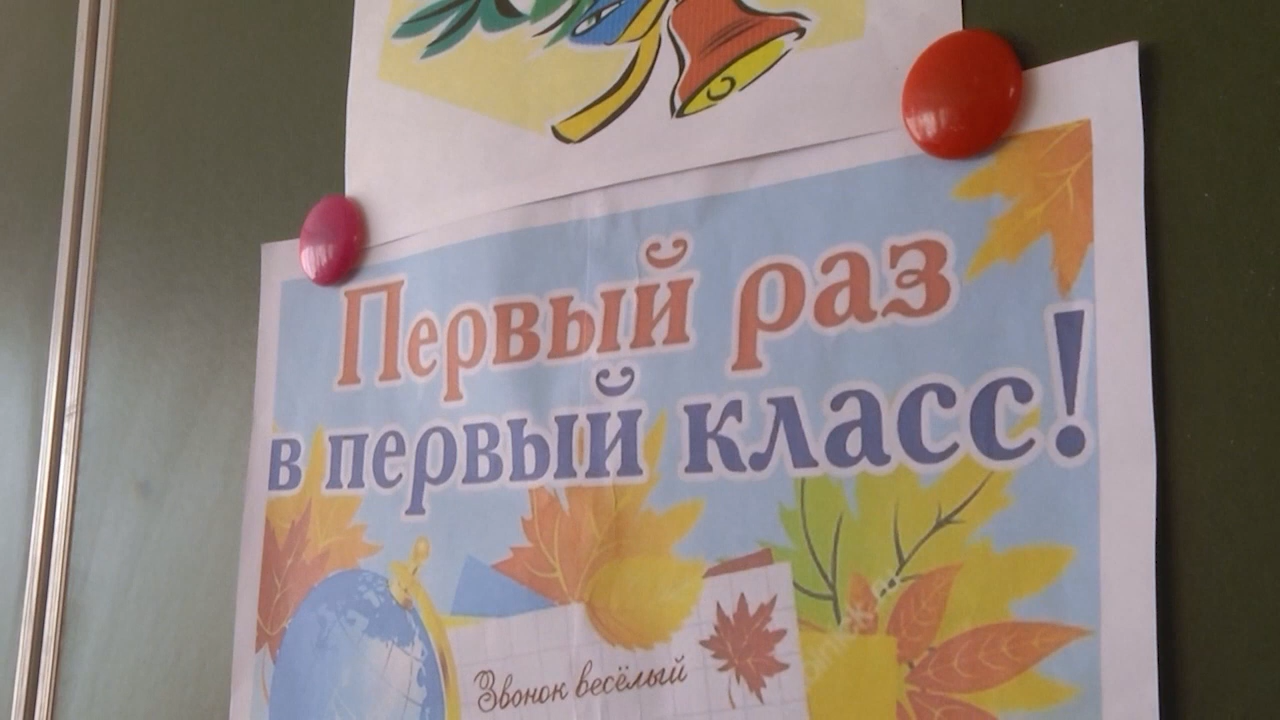 Первый раз
в первый класс!
Звонок весёлый